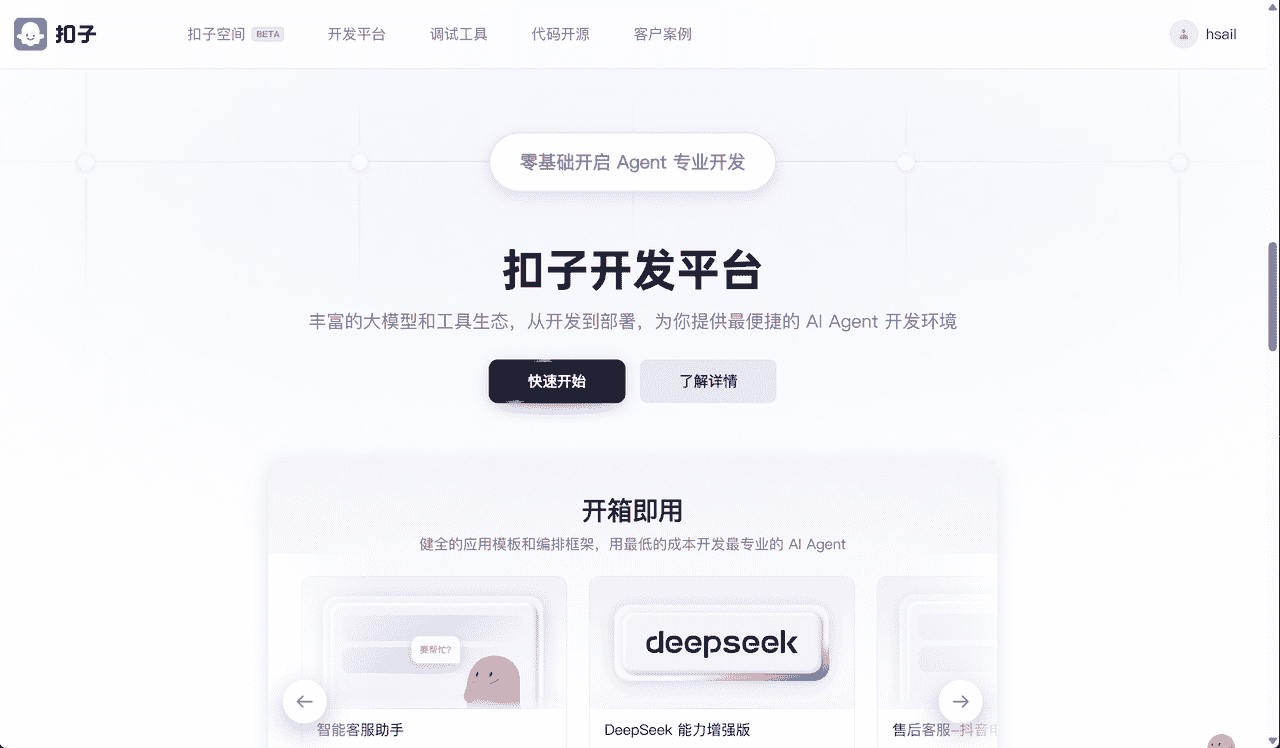 扣子
扣子空间 BETA
开发平台
调试工具
代码开源
客户案例
hsail
零基础开启 Agent 专业开发
扣子开发平台
丰富的大模型和工具生态，从开发到部署，为你提供最便捷的 AI Agent 开发环境
快速开始
了解详情
开箱即用
健全的应用模板和编排框架，用最低的成本开发最专业的 AI Agent
要帮忙?
deepseek
智能客服助手
DeepSeek 能力增强版
售后客服-抖音